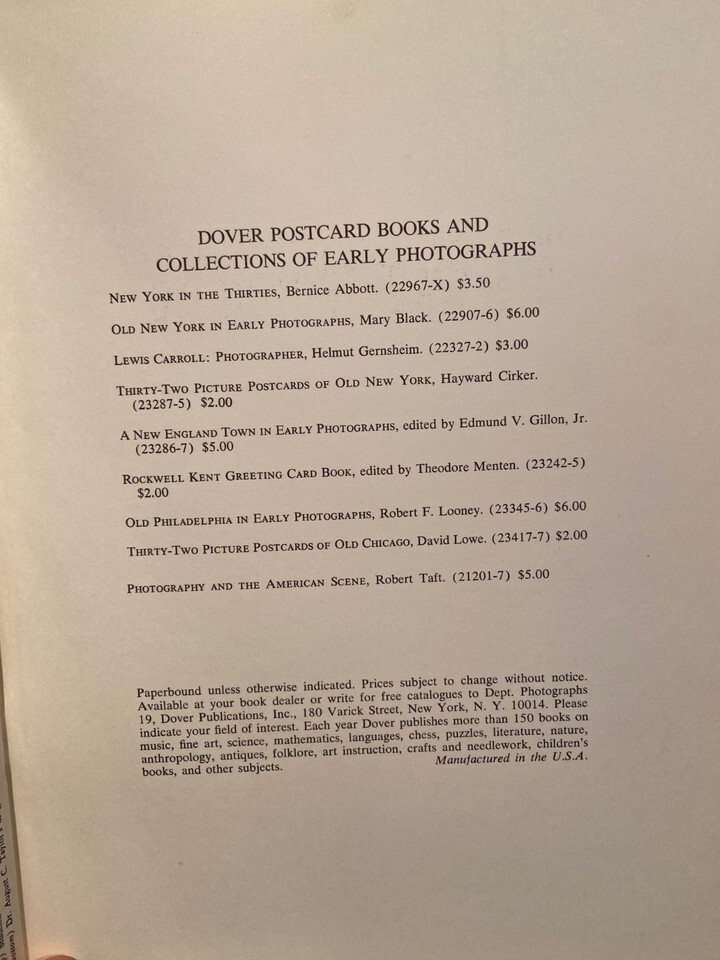 DOVER POSTCARD BOOKS AND
COLLECTIONS OF EARLY PHOTOGRAPHS
NEW YORK IN THE THIRTIES, Bernice Abbott. (22967-X) $3.50
OLD NEW YORK IN EARLY PHOTOGRAPHS, Mary Black. (22907-6) $6.00
LEWIS CARROLL: PHOTOGRAPHER, Helmut Gernsheim. (22327-2) $3.00
THIRTY-TWO PICTURE POSTCARDS OF OLD NEW YORK, Hayward Cirker.
(23287-5) $2.00
A NEW ENGLAND TOWN IN EARLY PHOTOGRAPHS, edited by Edmund V. Gillon, Jr.
(23286-7) $5.00
ROCKWELL KENT GREETING CARD BOOK, edited by Theodore Menten. (23242-5)
$2.00
OLD PHILADELPHIA IN EARLY PHOTOGRAPHS, Robert F. Looney. (23345-6) $6.00
THIRTY-TWO PICTURE POSTCARDS OF OLD CHICAGO, David Lowe. (23417-7) $2.00
PHOTOGRAPHY AND THE AMERICAN SCENE, Robert Taft. (21201-7) $5.00
Paperbound unless otherwise indicated. Prices subject to change without notice.
Available at your book dealer or write for free catalogues to Dept. Photographs
19, Dover Publications, Inc., 180 Varick Street, New York, N. Y. 10014. Please
indicate your field of interest. Each year Dover publishes more than 150 books on
music, fine art, science, mathematics, languages, chess, puzzles, literature, nature,
anthropology, antiques, folklore, art instruction, crafts and needlework, children's
books, and other subjects. Manufactured in the U.S.A.
Dr. August C.